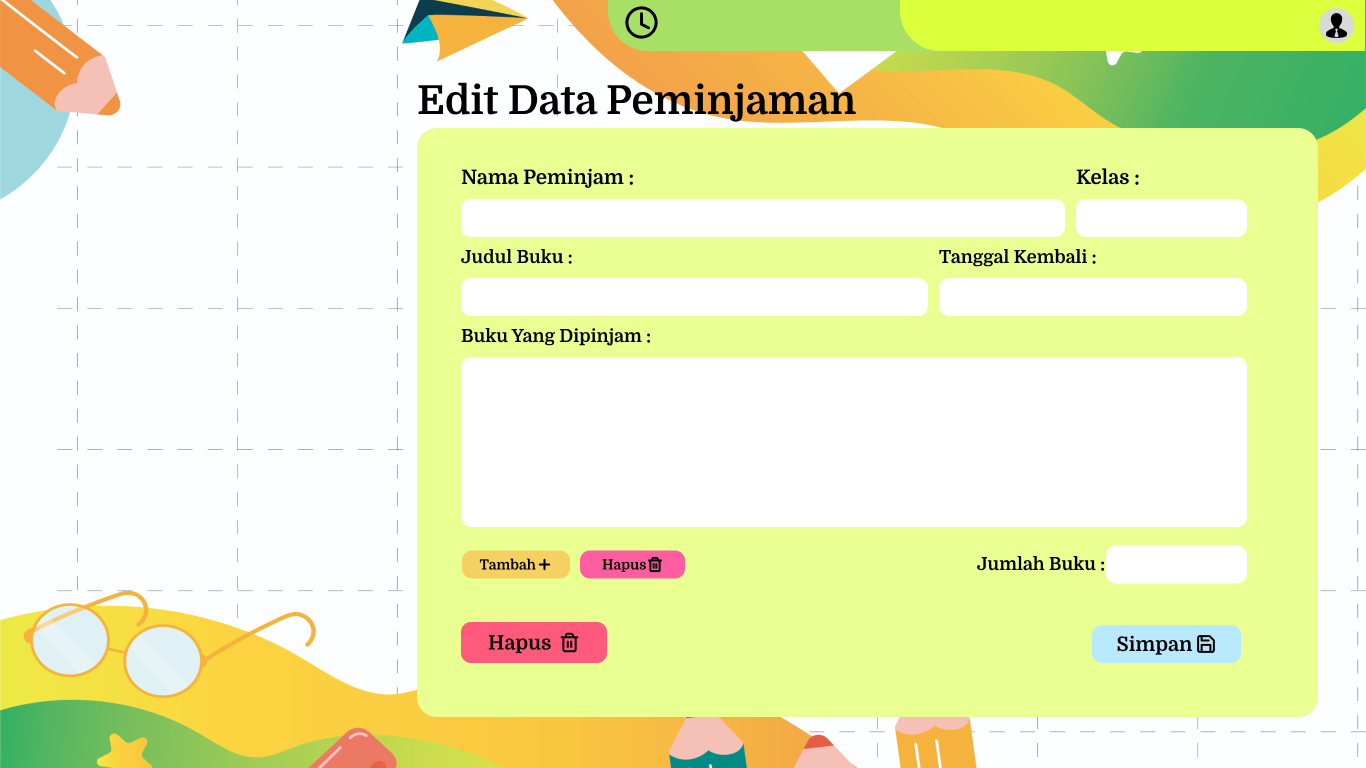 Edit Data Peminjaman
Nama Peminjam : Kelas :
Judul Buku : Tanggal Kembali :
Buku Yang Dipinjam :
Tambah Hapus Jumlah Buku :
Hapus Simpan